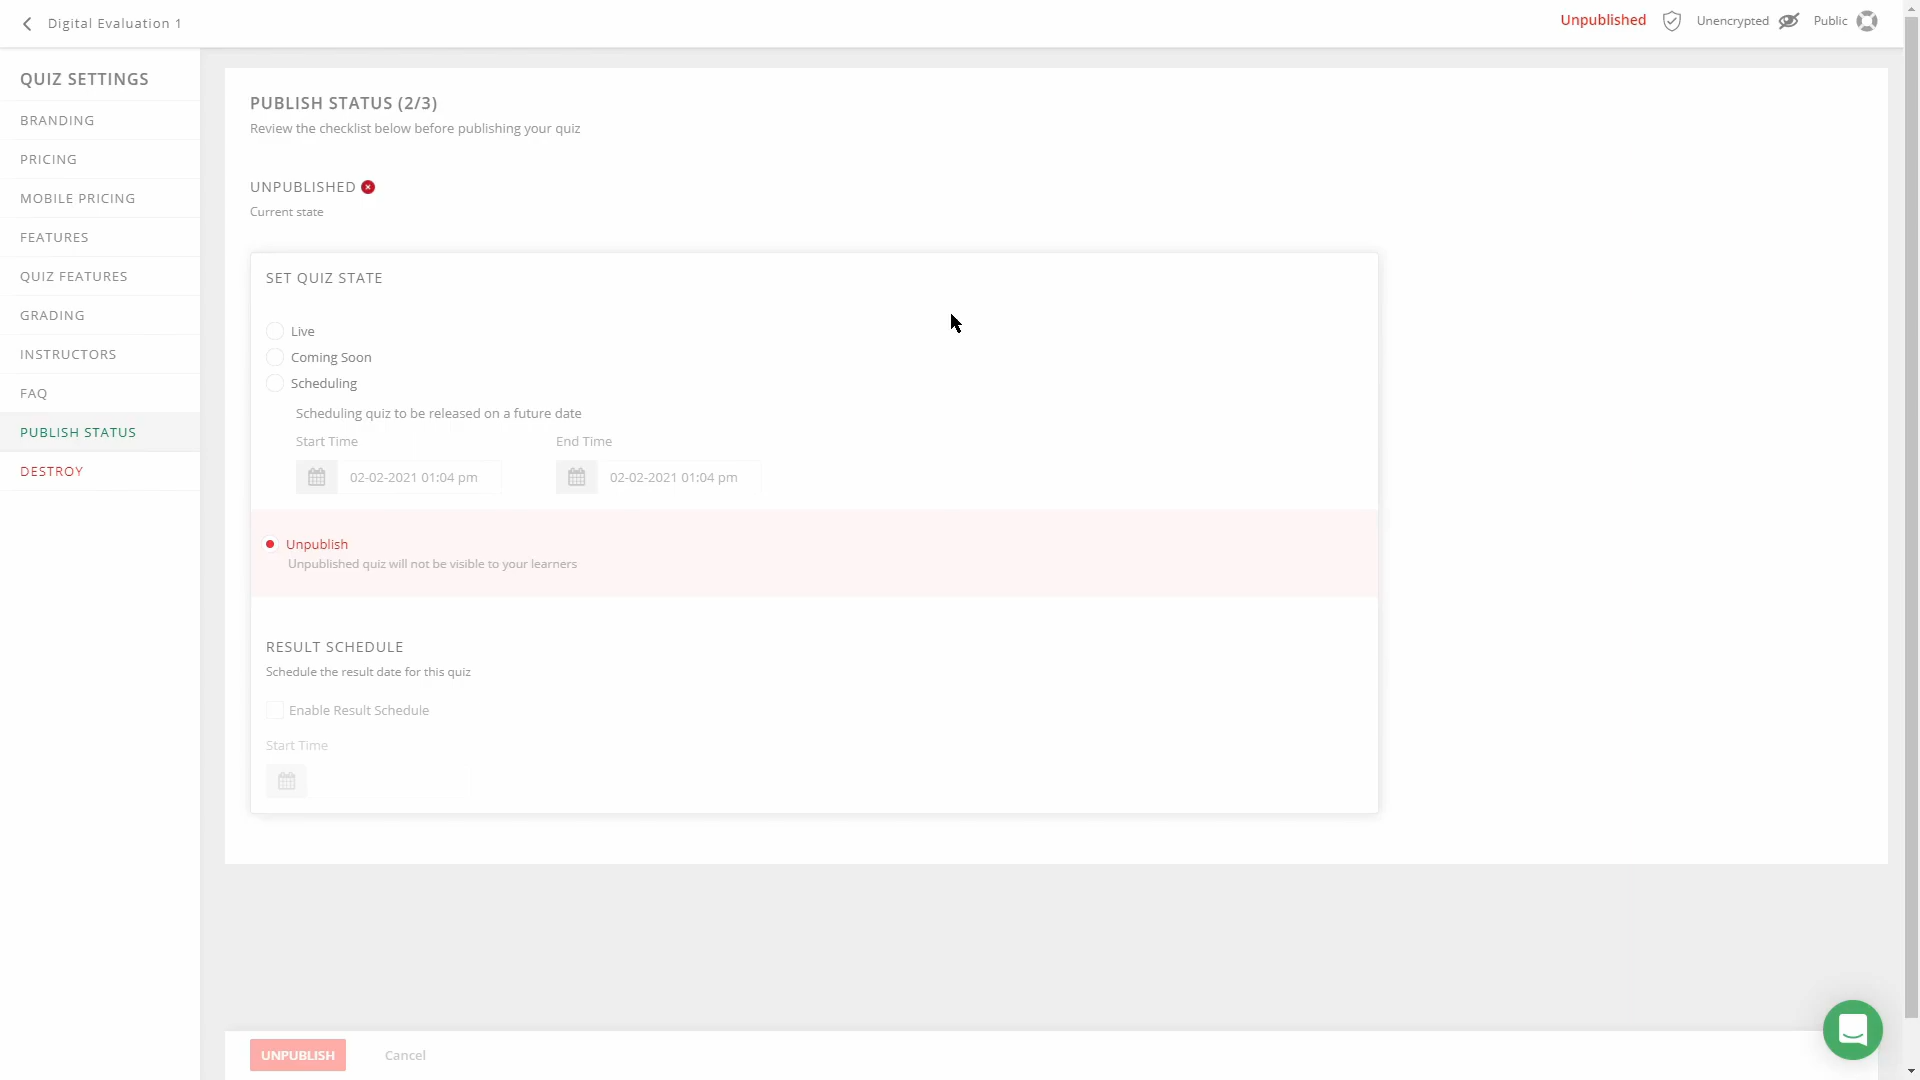 Digital Evaluation 1
Unpublished
Unencrypted
Public
QUIZ SETTINGS
BRANDING
PRICING
MOBILE PRICING
FEATURES
QUIZ FEATURES
GRADING
INSTRUCTORS
FAQ
PUBLISH STATUS
DESTROY
PUBLISH STATUS (2/3)
Review the checklist below before publishing your quiz
UNPUBLISHED
Current state
SET QUIZ STATE
Live
Coming Soon
Scheduling
Scheduling quiz to be released on a future date
Start Time
End Time
02-02-2021 01:04 pm
02-02-2021 01:04 pm
Unpublish
Unpublished quiz will not be visible to your learners
RESULT SCHEDULE
Schedule the result date for this quiz
Enable Result Schedule
Start Time
UNPUBLISH
Cancel